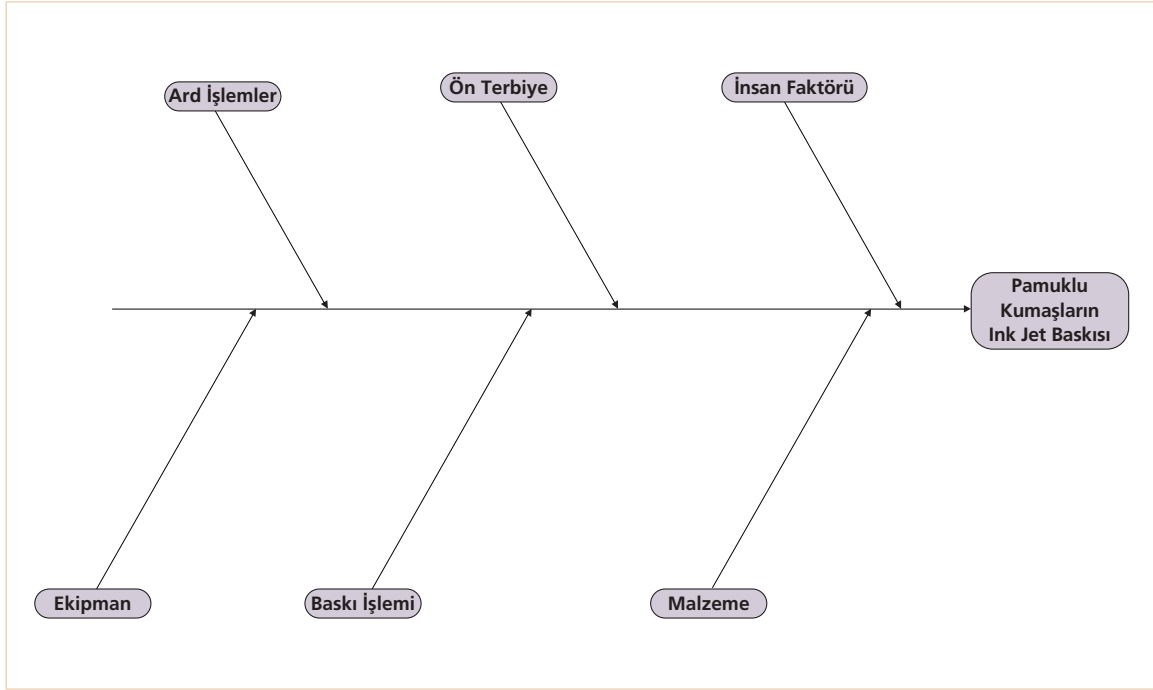 Ard İşlemler
Ön Terbiye
İnsan Faktörü
Pamuklu
Kumaşların
Ink Jet Baskısı
Ekipman
Baskı İşlemi
Malzeme